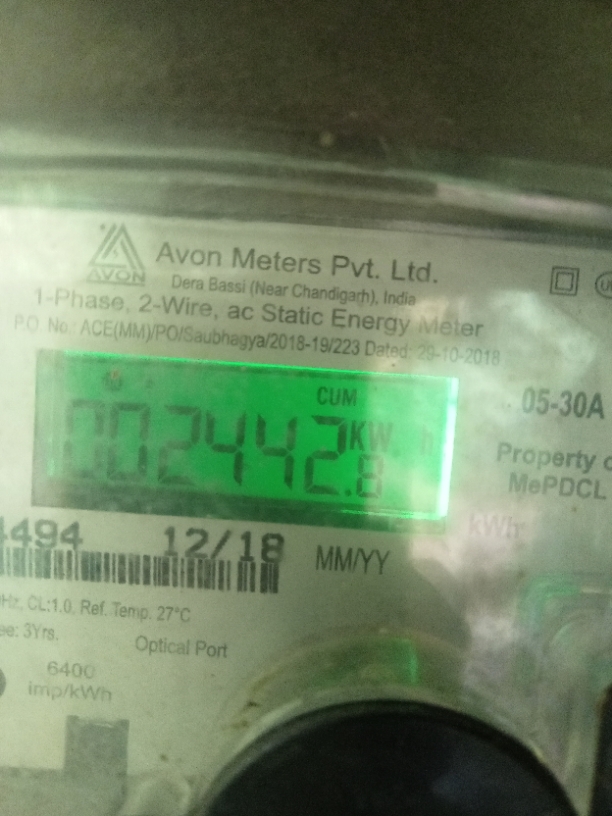 AVON
Avon Meters Pvt. Ltd.
Dera Bassi (Near Chandigarh), India
1-Phase, 2-Wire, ac Static Energy Meter
P.O No.: ACE(MM)/PO/Saubhagya/2018-19/223 Dated: 29-10-2018
CUM
002442.8 KW h
05-30A
Property
MePDCL
kWh
4494 12/18 MM/YY
Hz, CL:1.0, Ref. Temp. 27°C
3Yrs.
Optical Port
6400
imp/kWh